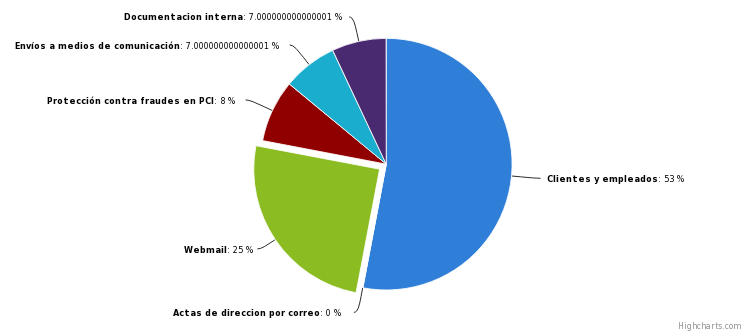 Documentacion interna: 7.000000000000001 %
Envíos a medios de comunicación: 7.000000000000001 %
Protección contra fraudes en PCI: 8 %
Clientes y empleados: 53 %
Webmail: 25 %
Actas de direccion por correo: 0 %
Highcharts.com